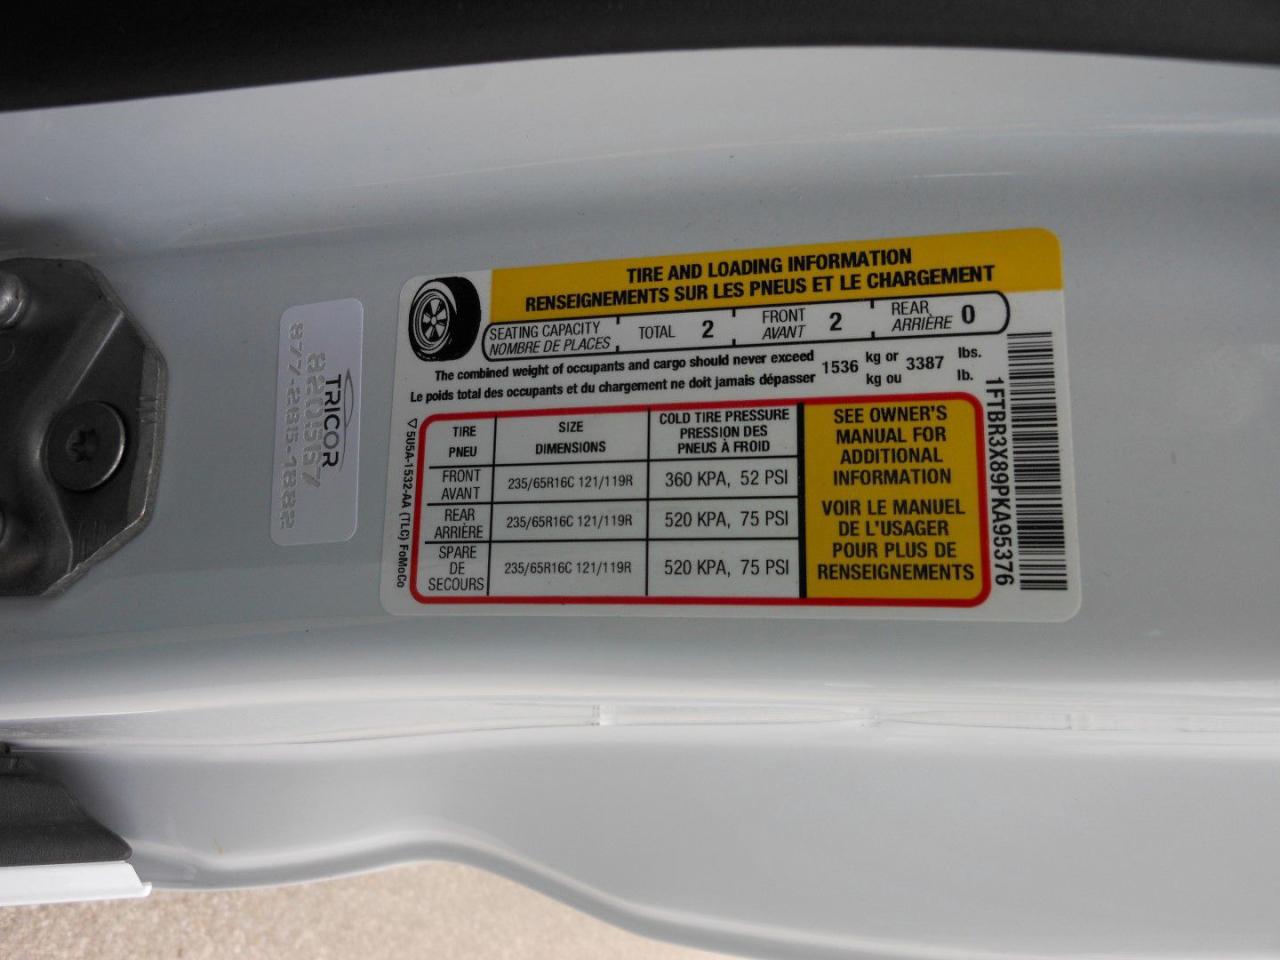 TIRE AND LOADING INFORMATION
RENSEIGNEMENTS SUR LES PNEUS ET LE CHARGEMENT
SEATING CAPACITY
NOMBRE DE PLACES
TOTAL 2
FRONT
AVANT
2
REAR
ARRIÈRE
0
The combined weight of occupants and cargo should never exceed
Le poids total des occupants et du chargement ne doit jamais dépasser
1536
kg or
kg ou
3387
lbs.
lb.
TIRE
PNEU
SIZE
DIMENSIONS
COLD TIRE PRESSURE
PRESSION DES
PNEUS À FROID
FRONT
AVANT
235/65R16C 121/119R
360 KPA, 52 PSI
REAR
ARRIÈRE
235/65R16C 121/119R
520 KPA, 75 PSI
SPARE
DE
SECOURS
235/65R16C 121/119R
520 KPA, 75 PSI
SEE OWNER'S
MANUAL FOR
ADDITIONAL
INFORMATION
VOIR LE MANUEL
DE L'USAGER
POUR PLUS DE
RENSEIGNEMENTS
1FTBR3X89PKA95376
5U5A-1532-AA (TLC) FoMoCo
TRICOR